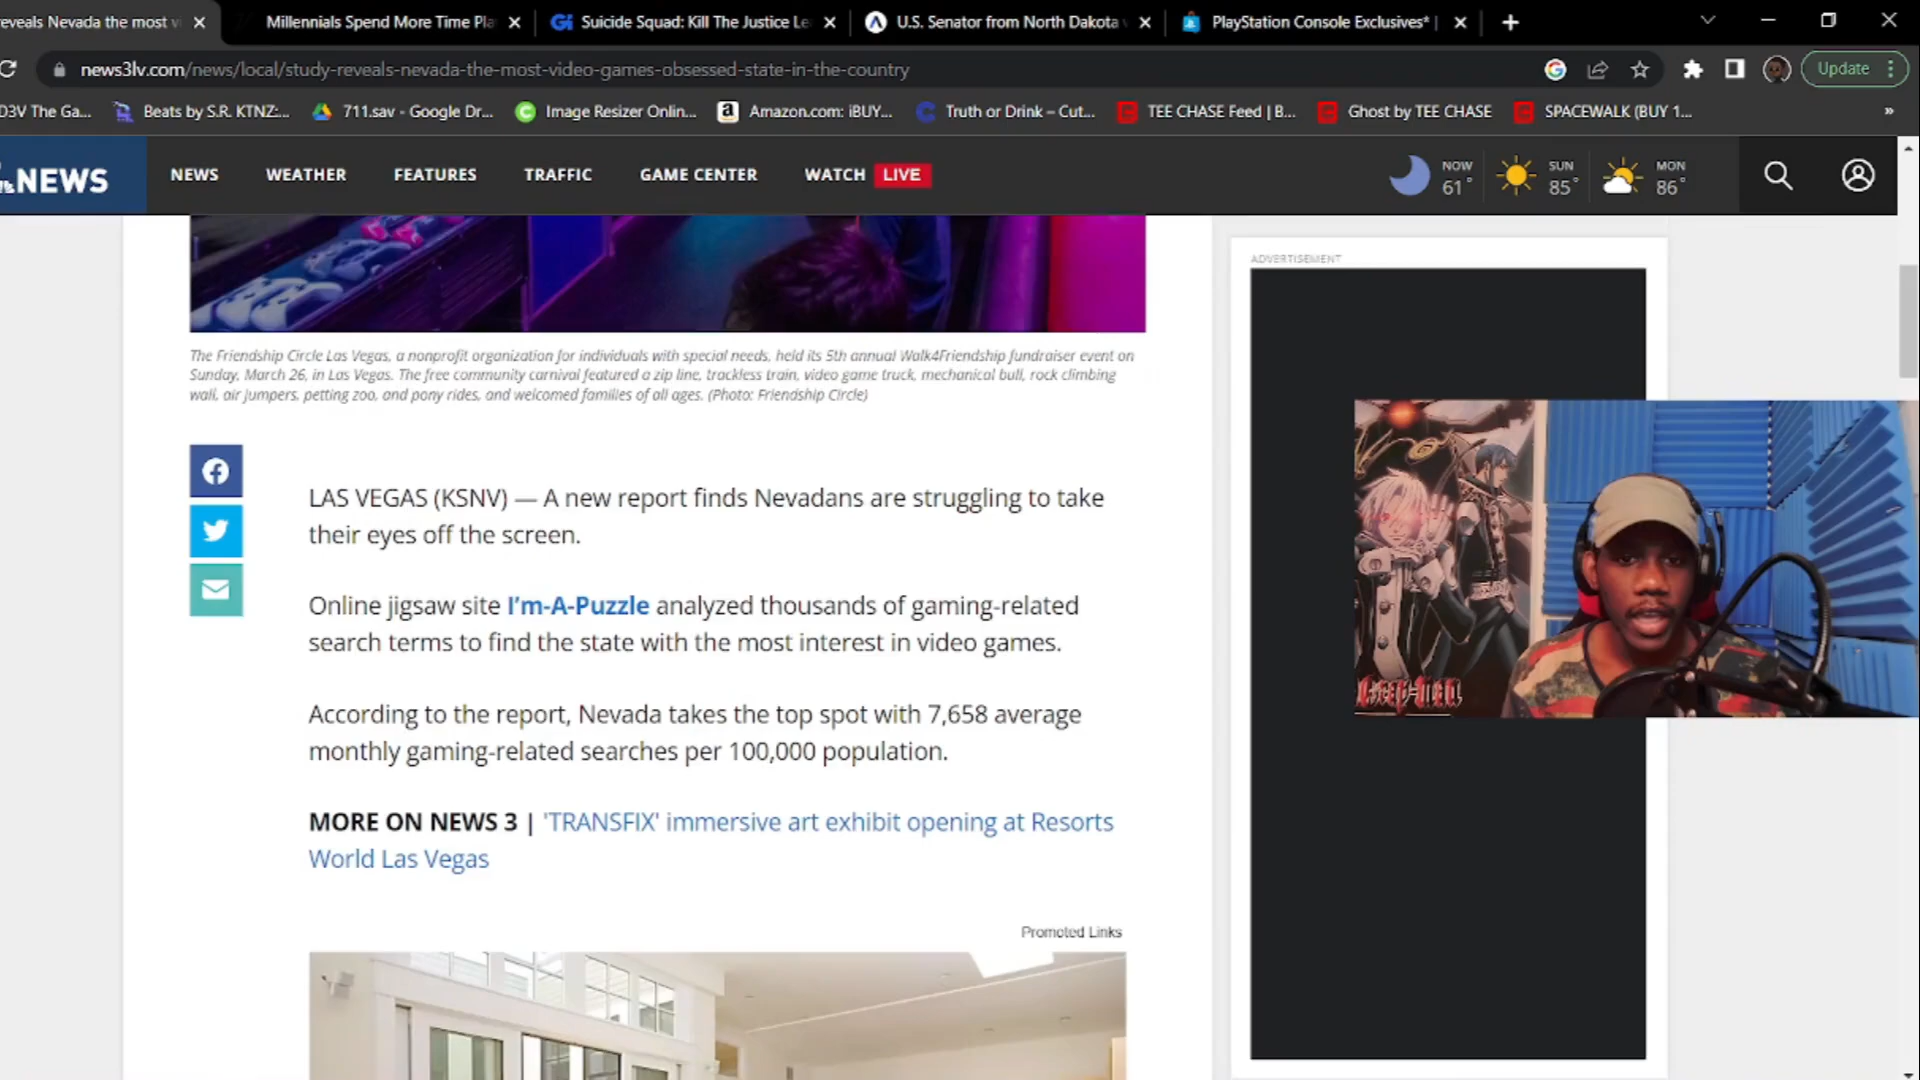 reveals Nevada the most vi
Millennials Spend More Time Pla
Suicide Squad: Kill The Justice Le
U.S. Senator from North Dakota v
PlayStation Console Exclusives* |
news3lv.com/news/local/study-reveals-nevada-the-most-video-games-obsessed-state-in-the-country
Update
D3V The Ga...
Beats by S.R. KTNZ:...
711.sav - Google Dr...
Image Resizer Onlin...
Amazon.com: iBUY...
Truth or Drink – Cut...
TEE CHASE Feed | B...
Ghost by TEE CHASE
SPACEWALK (BUY 1...
NEWS
NEWS
WEATHER
FEATURES
TRAFFIC
GAME CENTER
WATCH LIVE
NOW
61°
SUN
85°
MON
86°
ADVERTISEMENT
The Friendship Circle Las Vegas, a nonprofit organization for individuals with special needs, held its 5th annual Walk4Friendship fundraiser event on
Sunday, March 26, in Las Vegas. The free community carnival featured a zip line, trackless train, video game truck, mechanical bull, rock climbing
wall, air jumpers, petting zoo, and pony rides, and welcomed families of all ages. (Photo: Friendship Circle)
LAS VEGAS (KSNV) — A new report finds Nevadans are struggling to take
their eyes off the screen.
Online jigsaw site I'm-A-Puzzle analyzed thousands of gaming-related
search terms to find the state with the most interest in video games.
According to the report, Nevada takes the top spot with 7,658 average
monthly gaming-related searches per 100,000 population.
MORE ON NEWS 3 | 'TRANSFIX' immersive art exhibit opening at Resorts
World Las Vegas
Promoted Links